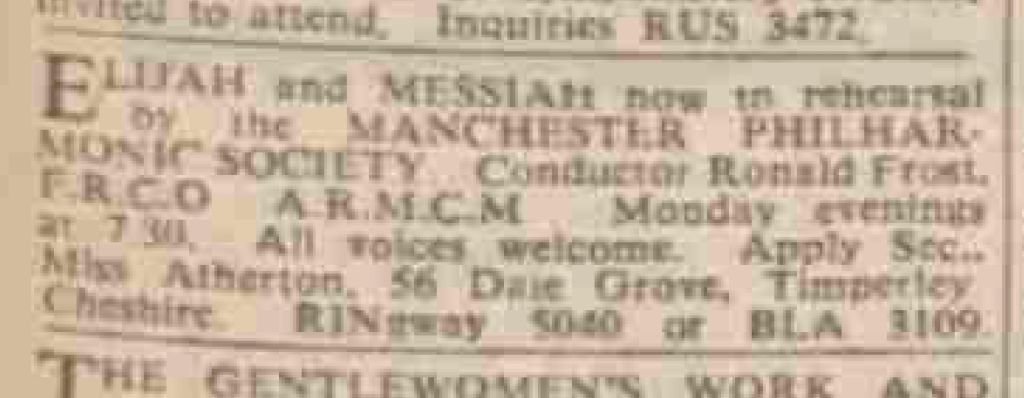 invited to attend. Inquiries RUS 3472.
ELIJAH and MESSIAH now in rehearsal
by the MANCHESTER PHILHAR-
MONIC SOCIETY Conductor Ronald Frost,
F.R.C.O A.R.M.C.M Monday evenings
at 7 30. All voices welcome. Apply Sec..
Miss Atherton, 56 Dale Grove, Timperley
Cheshire. RINgway 5040 or BLA 3109.
THE GENTLEWOMEN'S WORK AND